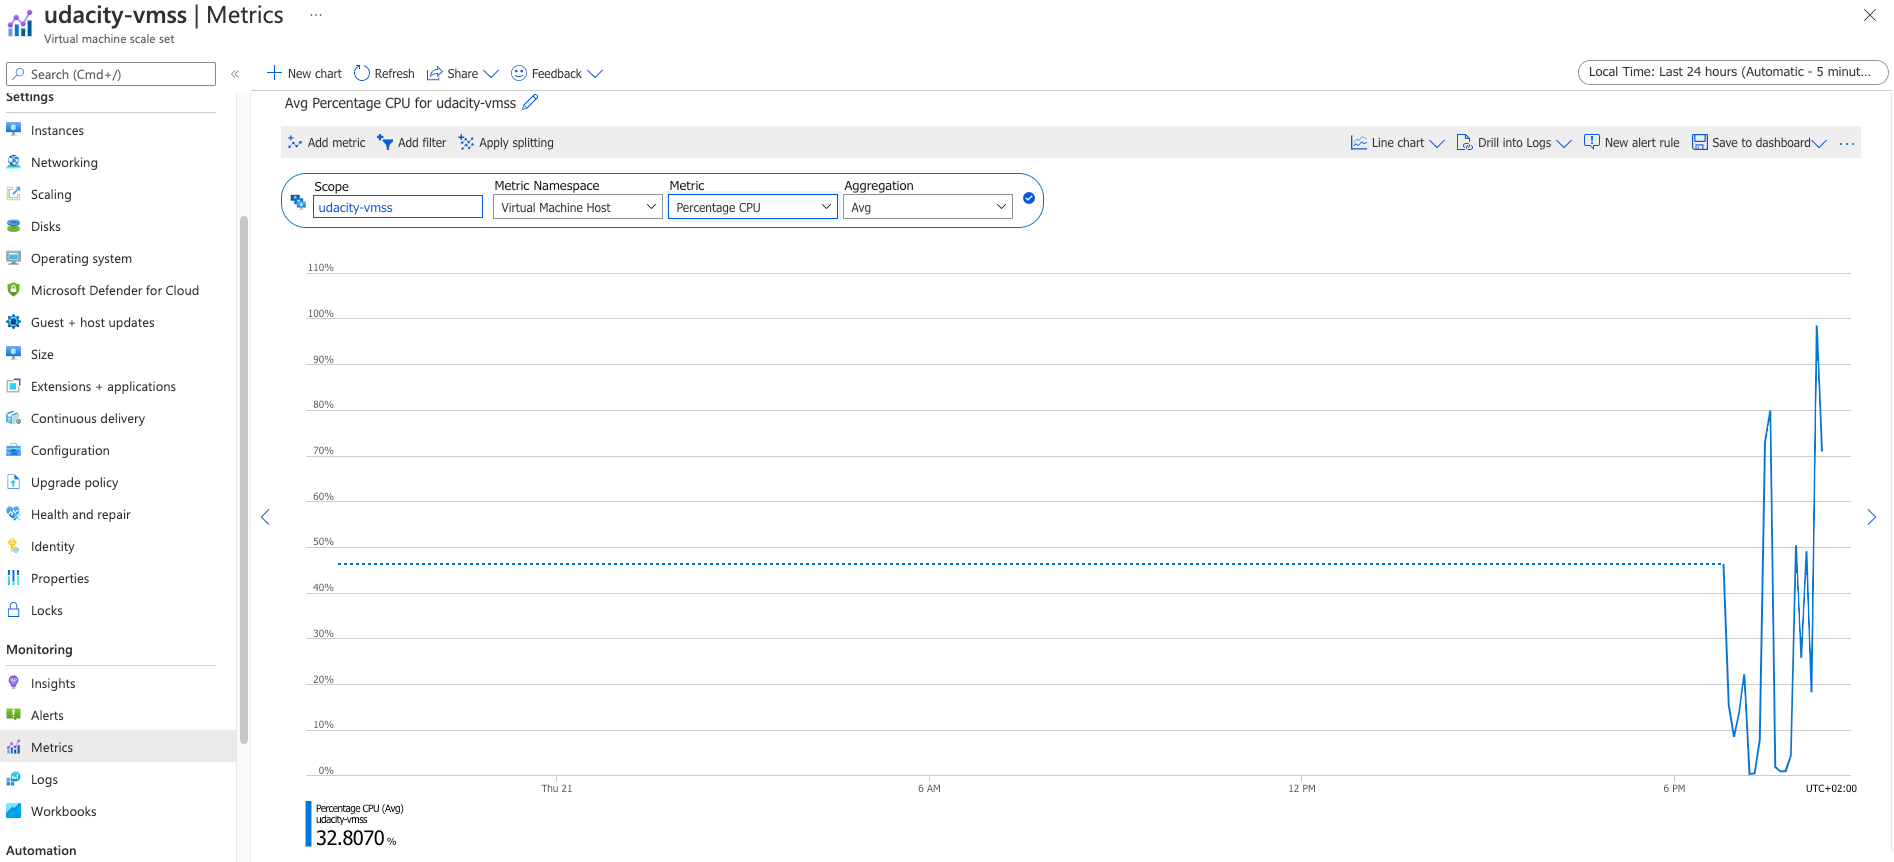 udacity-vmss | Metrics ...
Virtual machine scale set
Search (Cmd+/)
«
New chart
Refresh
Share
Feedback
Local Time: Last 24 hours (Automatic - 5 minut...
Settings
Instances
Networking
Scaling
Disks
Operating system
Microsoft Defender for Cloud
Guest + host updates
Size
Extensions + applications
Continuous delivery
Configuration
Upgrade policy
Health and repair
Identity
Properties
Locks
Monitoring
Insights
Alerts
Metrics
Logs
Workbooks
Automation
Avg Percentage CPU for udacity-vmss
Add metric
Add filter
Apply splitting
Line chart
Drill into Logs
New alert rule
Save to dashboard
...
Scope
udacity-vmss
Metric Namespace
Virtual Machine Host
Metric
Percentage CPU
Aggregation
Avg
110%
100%
90%
80%
70%
60%
50%
40%
30%
20%
10%
0%
Thu 21
6 AM
12 PM
6 PM
UTC+02:00
Percentage CPU (Avg)
udacity-vmss
32.8070 %